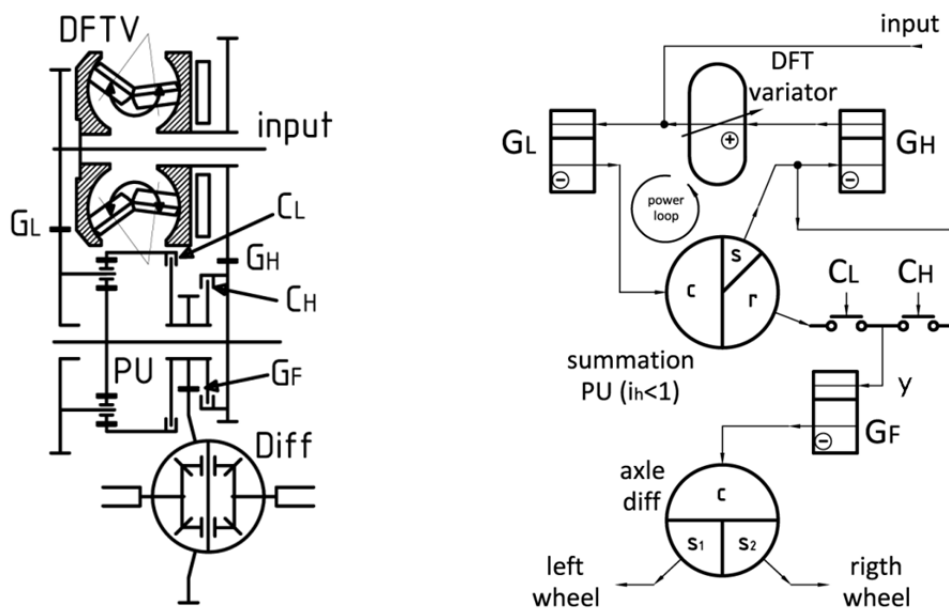 DFTV
input
GL
CL
GH
CH
PU
GF
Diff
input
DFT
variator
GL
+
GH
-
-
power
loop
s
c
r
CL
CH
summation
PU (ih<1)
y
GF
-
axle
diff
c
s1
s2
left
wheel
rigth
wheel